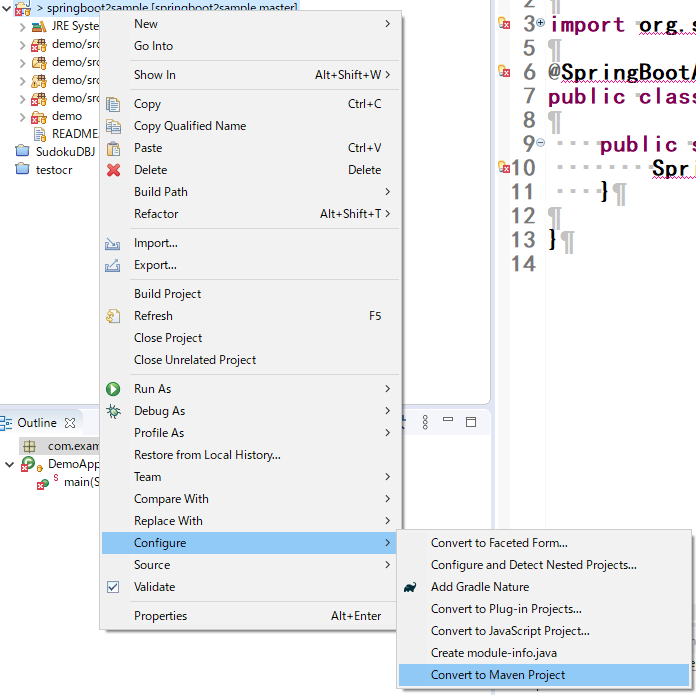 > springboot2sample [springboot2sample master]
JRE Syste
demo/src
demo/src
demo/src
demo/src
demo
README
SudokuDBJ
testocr
New
Go Into
Show In Alt+Shift+W
Copy Ctrl+C
Copy Qualified Name
Paste Ctrl+V
Delete Delete
Build Path
Refactor Alt+Shift+T
Import...
Export...
Build Project
Refresh F5
Close Project
Close Unrelated Project
Run As
Debug As
Profile As
Restore from Local History...
Team
Compare With
Replace With
Configure
Source
Validate
Properties Alt+Enter
Convert to Faceted Form...
Configure and Detect Nested Projects...
Add Gradle Nature
Convert to Plug-in Projects...
Convert to JavaScript Project...
Create module-info.java
Convert to Maven Project
Outline
com.exam
DemoApp
main(S
2
3 import org.s
5
6 @SpringBootA
7 public class
8
9 public s
10 Spri
11 }
12
13 }
14